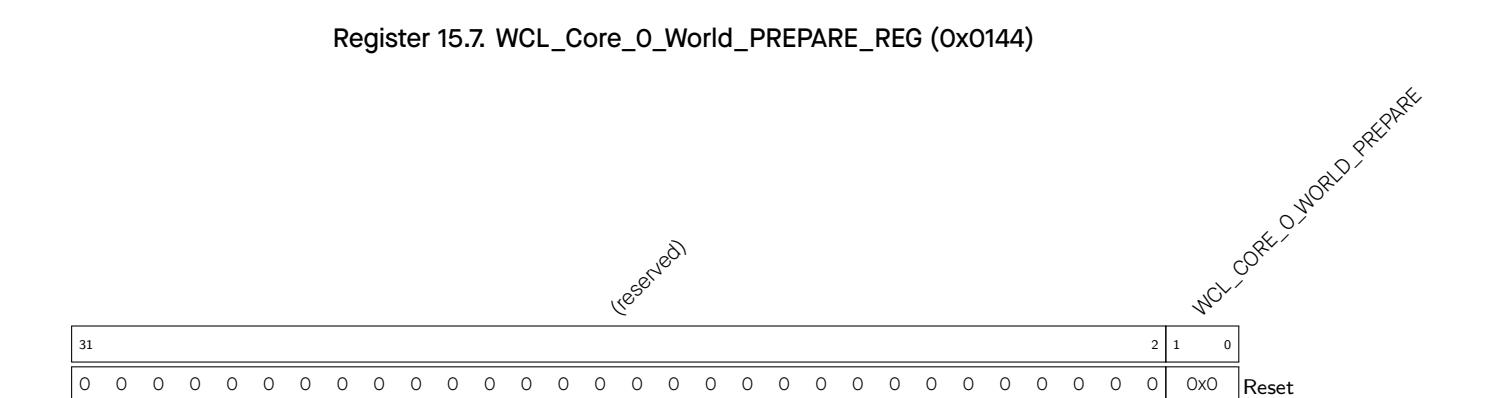 Register 15.7. WCL_Core_0_World_PREPARE_REG (0x0144)
WCL_CORE_0_WORLD_PREPARE
(reserved)
31 2 1 0
0 0 0 0 0 0 0 0 0 0 0 0 0 0 0 0 0 0 0 0 0 0 0 0 0 0 0 0 0 0 0x0 Reset